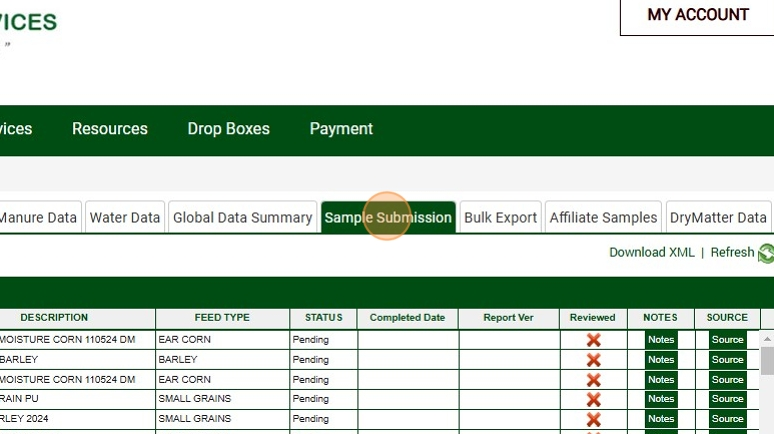 VICES
MY ACCOUNT
”
vices Resources Drop Boxes Payment
Manure Data Water Data Global Data Summary Sample Submission Bulk Export Affiliate Samples DryMatter Data
Download XML | Refresh
DESCRIPTION FEED TYPE STATUS Completed Date Report Ver Reviewed NOTES SOURCE
MOISTURE CORN 110524 DM EAR CORN Pending Notes Source
BARLEY BARLEY Pending Notes Source
MOISTURE CORN 110524 DM EAR CORN Pending Notes Source
RAIN PU SMALL GRAINS Pending Notes Source
RLEY 2024 SMALL GRAINS Pending Notes Source